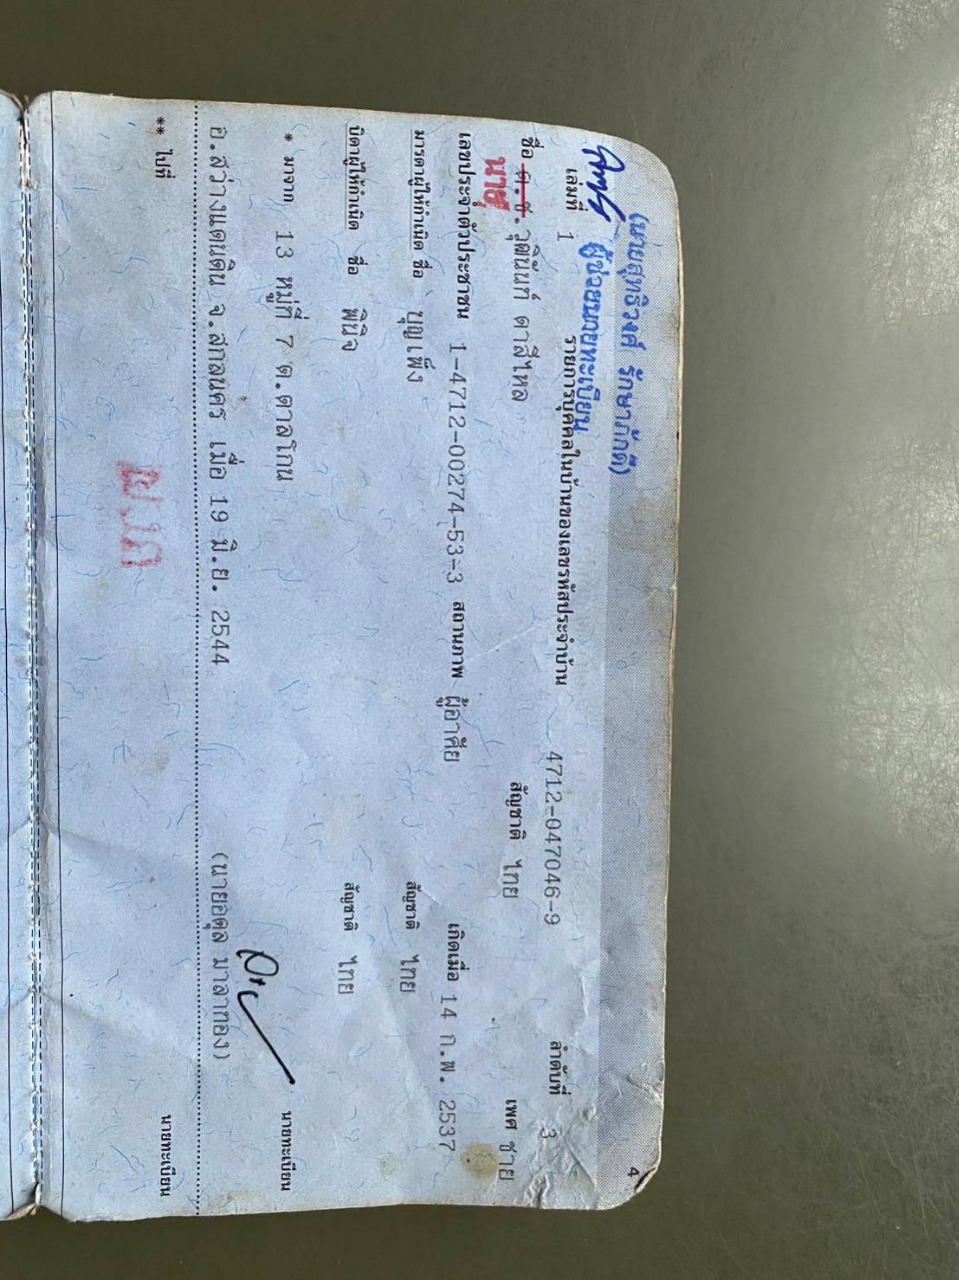 4
(นายสุทธิวงศ์ รักษาภักดี)
ผู้ช่วยนายทะเบียน
เล่มที่ 1 รายการบุคคลในบ้านของเลขรหัสประจำบ้าน 4712-047046-9 ลำดับที่ 3
ชื่อ ด.ช. วุฒินันท์ ตาสีไหล สัญชาติ ไทย เพศ ชาย
นาย
เลขประจำตัวประชาชน 1-4712-00274-53-3 สถานภาพ ผู้อาศัย เกิดเมื่อ 14 ก.พ. 2537
มารดาผู้ให้กำเนิด ชื่อ บุญเพ็ง สัญชาติ ไทย
บิดาผู้ให้กำเนิด ชื่อ พินิจ สัญชาติ ไทย
* มาจาก 13 หมู่ที่ 7 ต.ตาลโกน
นายทะเบียน
อ.สว่างแดนดิน จ.สกลนคร เมื่อ 19 มิ.ย. 2544 (นายอดุล มาลาทอง)
** ไปที่
นายทะเบียน